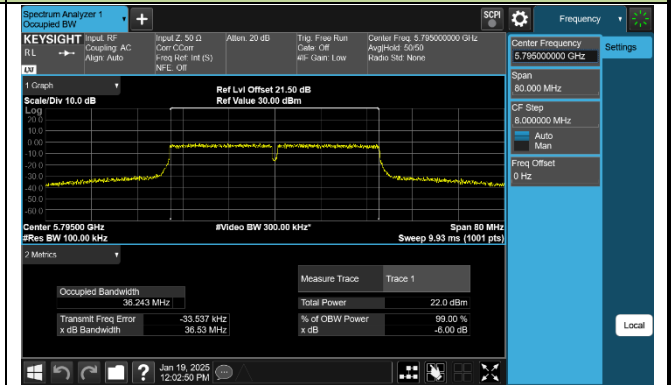 Spectrum Analyzer 1
Occupied BW
SCPI
Frequency
KEYSIGHT
Input: RF
Input Z: 50 Ω
Atten: 20 dB
Trig: Free Run
Center Freq: 5.795000000 GHz
RL
Coupling: AC
Corr CCorr
Gate: Off
Avg|Hold: 50/50
Align: Auto
Freq Ref: Int (S)
#IF Gain: Low
Radio Std: None
LXI
NFE: Off
Center Frequency
5.795000000 GHz
Settings
Span
80.000 MHz
CF Step
8.000000 MHz
Auto
Man
Freq Offset
0 Hz
1 Graph
Ref Lvl Offset 21.50 dB
Scale/Div 10.0 dB
Ref Value 30.00 dBm
Log
20.0
10.0
0.00
-10.0
-20.0
-30.0
-40.0
-50.0
-60.0
Center 5.79500 GHz
#Video BW 300.00 kHz*
Span 80 MHz
#Res BW 100.00 kHz
Sweep 9.93 ms (1001 pts)
2 Metrics
Measure Trace
Trace 1
Occupied Bandwidth
36.243 MHz
Total Power
22.0 dBm
Transmit Freq Error
-33.537 kHz
% of OBW Power
99.00 %
x dB Bandwidth
36.53 MHz
x dB
-6.00 dB
Local
Jan 19, 2025
12:02:50 PM